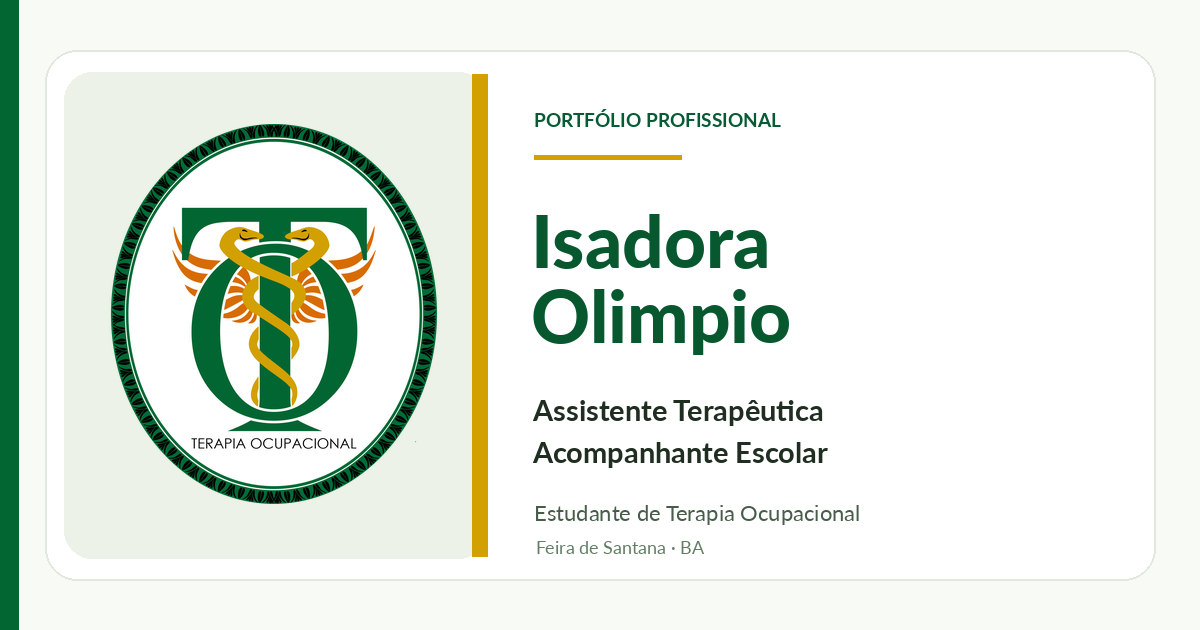 TERAPIA OCUPACIONAL
PORTFÓLIO PROFISSIONAL
Isadora
Olimpio
Assistente Terapêutica
Acompanhante Escolar
Estudante de Terapia Ocupacional
Feira de Santana · BA